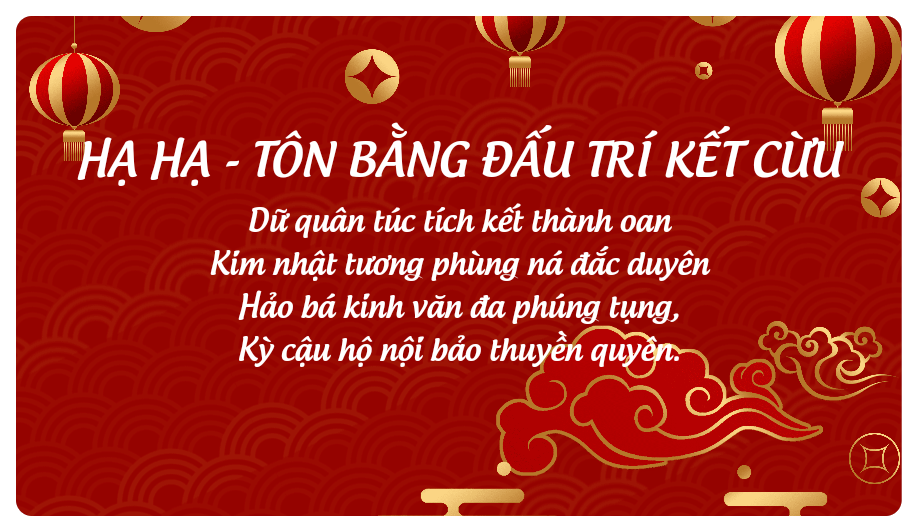 HẠ HẠ - TÔN BẰNG ĐẤU TRÍ KẾT CỪU
Dữ quân túc tích kết thành oan
Kim nhật tương phùng ná đắc duyên
Hảo bá kinh văn đa phúng tụng,
Kỳ cậu hộ nội bảo thuyền quyên.